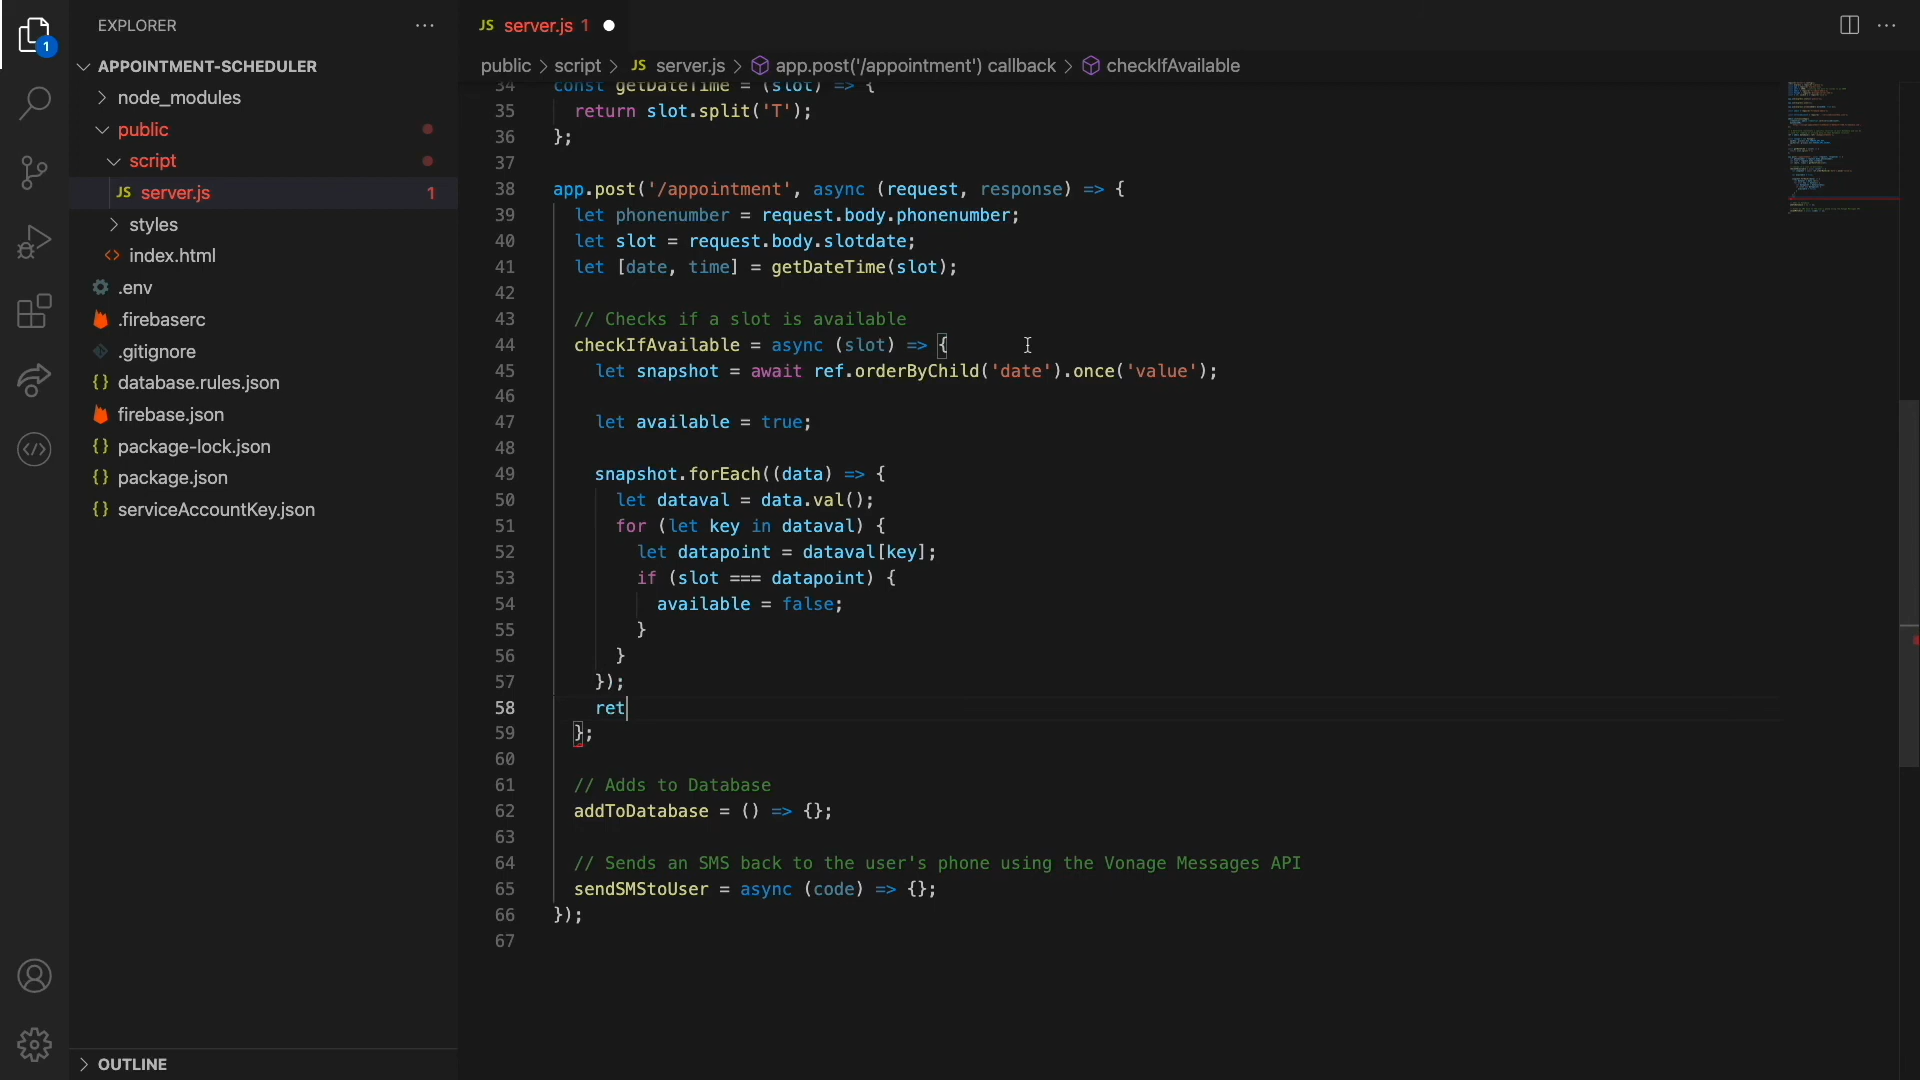 EXPLORER
APPOINTMENT-SCHEDULER
node_modules
public
script
JS server.js 1
styles
<> index.html
.env
.firebaserc
.gitignore
{} database.rules.json
firebase.json
{} package-lock.json
{} package.json
{} serviceAccountKey.json
OUTLINE
1
JS server.js 1
public > script > JS server.js > app.post('/appointment') callback > checkIfAvailable
34 const getDateTime = (slot) => {
35 return slot.split('T');
36 };
37
38 app.post('/appointment', async (request, response) => {
39 let phonenumber = request.body.phonenumber;
40 let slot = request.body.slotdate;
41 let [date, time] = getDateTime(slot);
42
43 // Checks if a slot is available
44 checkIfAvailable = async (slot) => {
45 let snapshot = await ref.orderByChild('date').once('value');
46
47 let available = true;
48
49 snapshot.forEach((data) => {
50 let dataval = data.val();
51 for (let key in dataval) {
52 let datapoint = dataval[key];
53 if (slot === datapoint) {
54 available = false;
55 }
56 }
57 });
58 ret
59 };
60
61 // Adds to Database
62 addToDatabase = () => {};
63
64 // Sends an SMS back to the user's phone using the Vonage Messages API
65 sendSMStoUser = async (code) => {};
66 });
67